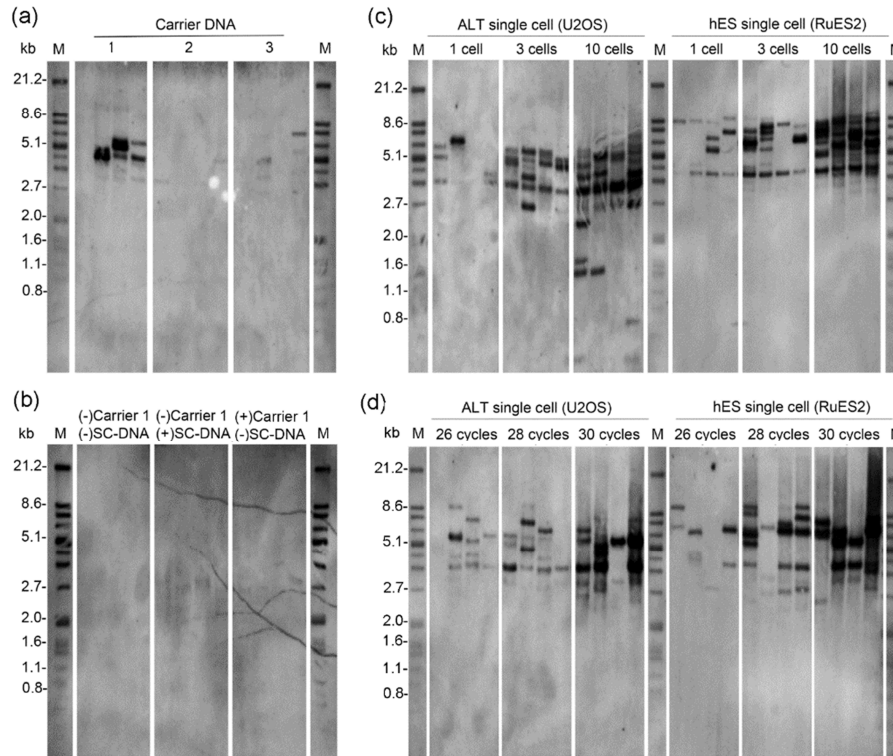 (a)
Carrier DNA
kb M 1 2 3 M
21.2-
8.6-
5.1-
2.7-
2.0-
1.6-
1.1-
0.8-
(b)
(-)Carrier 1 (-)Carrier 1 (+)Carrier 1
kb M (-)SC-DNA (+)SC-DNA (-)SC-DNA M
21.2-
8.6-
5.1-
2.7-
2.0-
1.6-
1.1-
0.8-
(c)
ALT single cell (U2OS) hES single cell (RuES2)
kb M 1 cell 3 cells 10 cells M 1 cell 3 cells 10 cells
21.2-
8.6-
5.1-
2.7-
2.0-
1.6-
1.1-
0.8-
(d)
ALT single cell (U2OS) hES single cell (RuES2)
kb M 26 cycles 28 cycles 30 cycles M 26 cycles 28 cycles 30 cycles
21.2-
8.6-
5.1-
2.7-
2.0-
1.6-
1.1-
0.8-